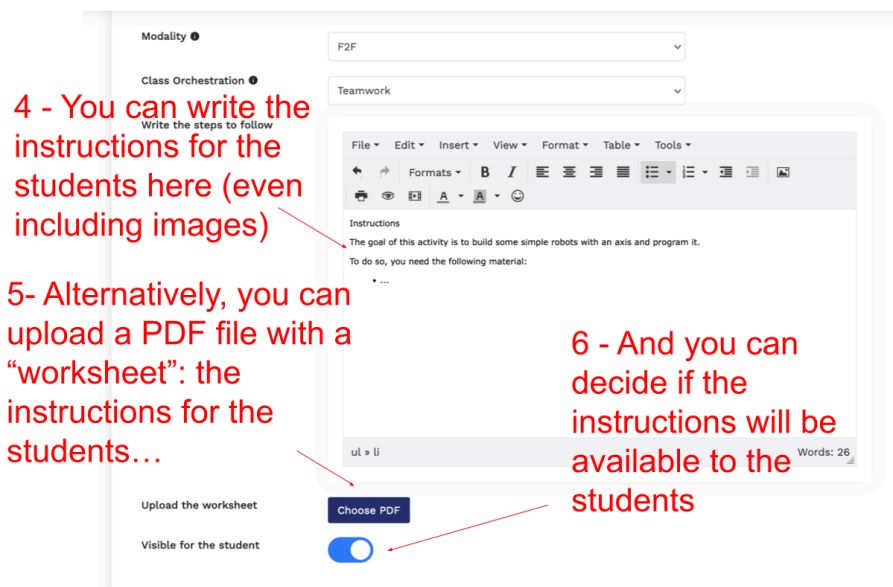 Modality
F2F
Class Orchestration
Teamwork
4 - You can write the
instructions for the
students here (even
including images)
Write the steps to follow
File Edit Insert View Format Table Tools
Formats B I
A A
Instructions
The goal of this activity is to build some simple robots with an axis and program it.
To do so, you need the following material:
• ...
5- Alternatively, you can
upload a PDF file with a
“worksheet”: the
instructions for the
students…
6 - And you can
decide if the
instructions will be
available to the
students
ul » li
Words: 26
Upload the worksheet
Choose PDF
Visible for the student